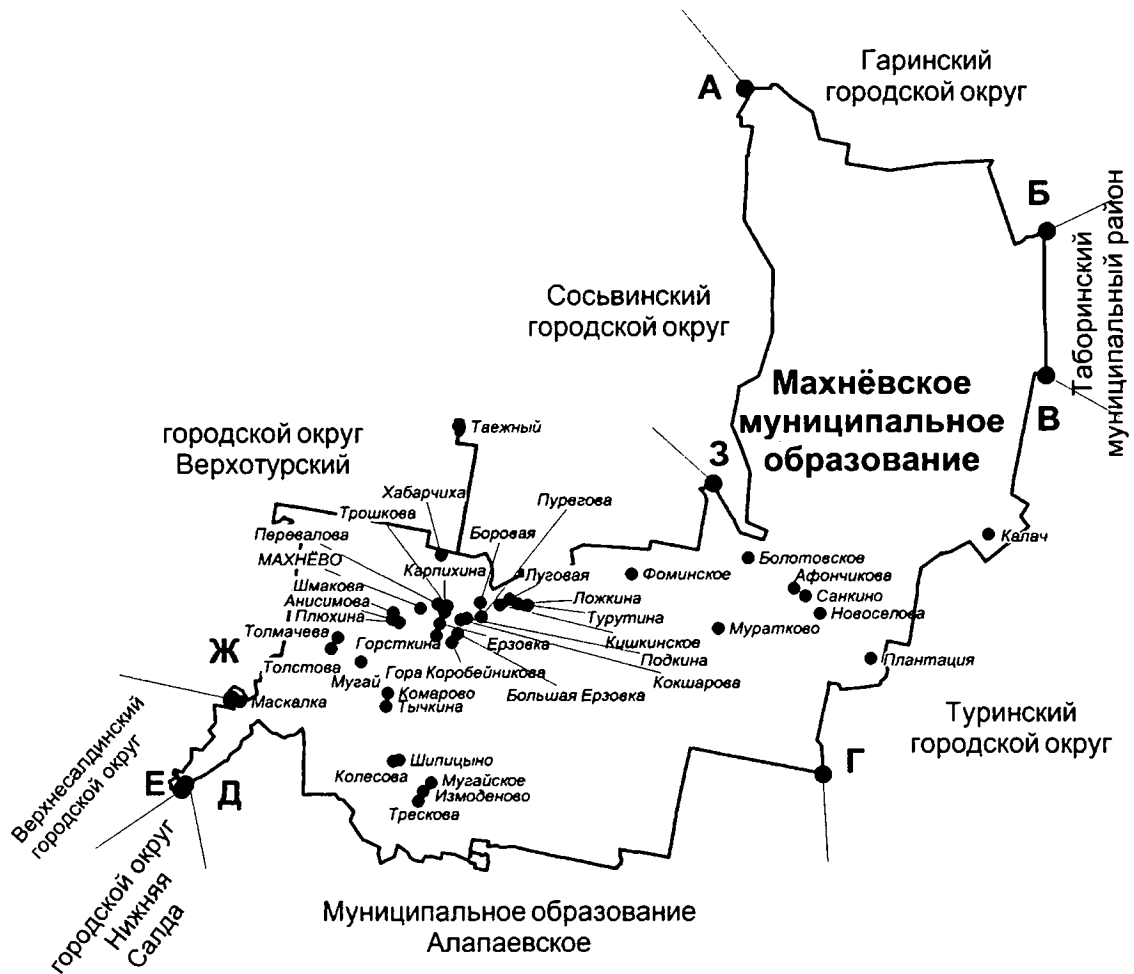 Гаринский
городской округ
А
Б
Таборинский
муниципальный район
Сосьвинский
городской округ
Махнёвское
муниципальное
образование
В
З
городской округ
Верхотурский
Таежный
Хабарчиха
Трошкова
Пурегова
Боровая
Перевалова
МАХНЁВО
Карпихина
Луговая
Фоминское
Болотовское
Калач
Афончикова
Санкино
Новоселова
Шмакова
Анисимова
Плюхина
Ложкина
Турутина
Кишкинское
Подкина
Кокшарова
Муратково
Плантация
Толмачева
Толстова
Горсткина
Ерзовка
Мугай
Гора Коробейникова
Большая Ерзовка
Комарово
Тычкина
Ж
Маскалка
Верхнесалдинский
городской округ
Туринский
городской округ
Г
Шипицыно
Колесова
Мугайское
Измоденово
Трескова
Е
Д
городской округ
Нижняя
Салда
Муниципальное образование
Алапаевское